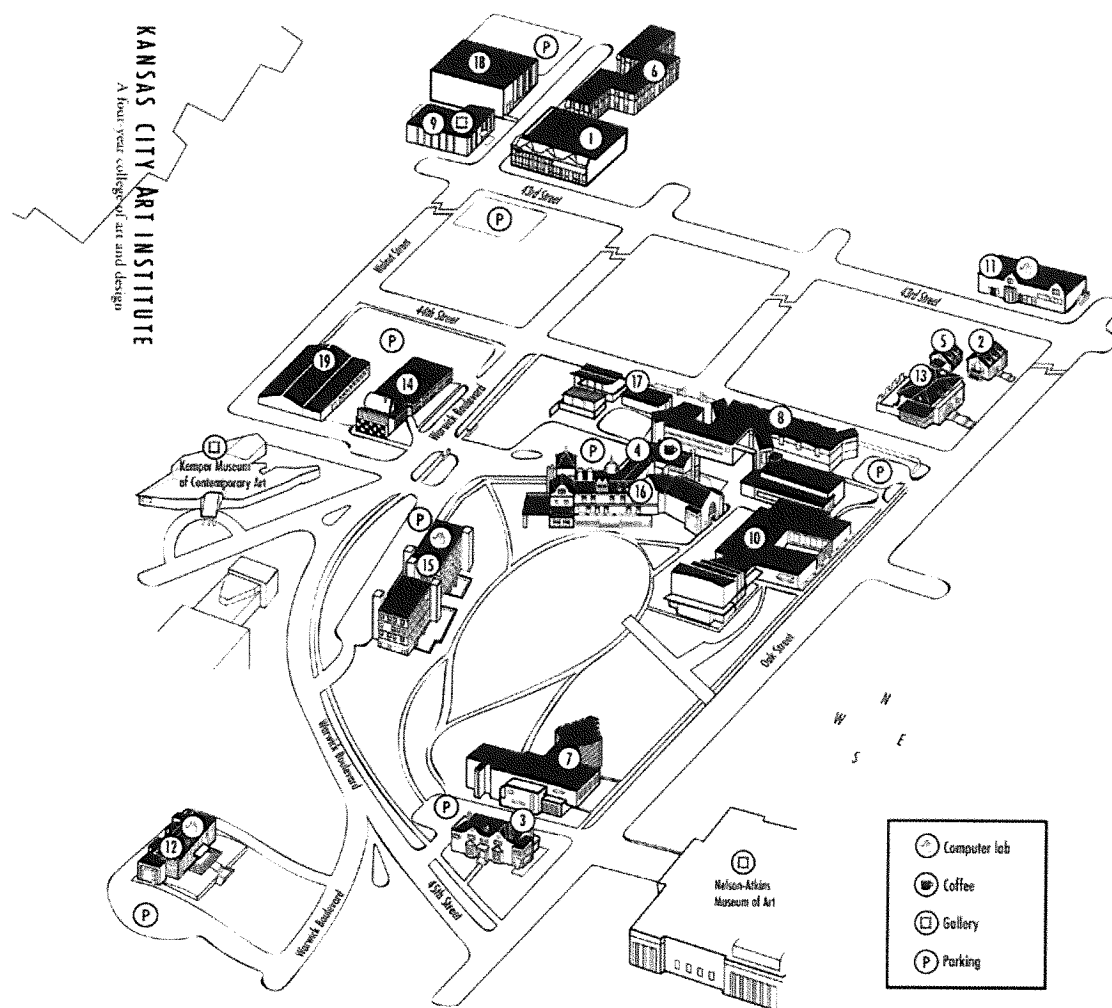 KANSAS CITY ART INSTITUTE
A four-year college of art and design
18
P
6
9
1
43rd Street
P
Walnut Street
11
43rd Street
44th Street
P
5
2
19
13
14
17
Warwick Boulevard
8
Kemper Museum
of Contemporary Art
P
4
P
16
P
10
15
Oak Street
N
W
E
S
Warwick Boulevard
7
P
3
12
45th Street
P
Warwick Boulevard
Nelson-Atkins
Museum of Art
Computer lab
Coffee
Gallery
P Parking